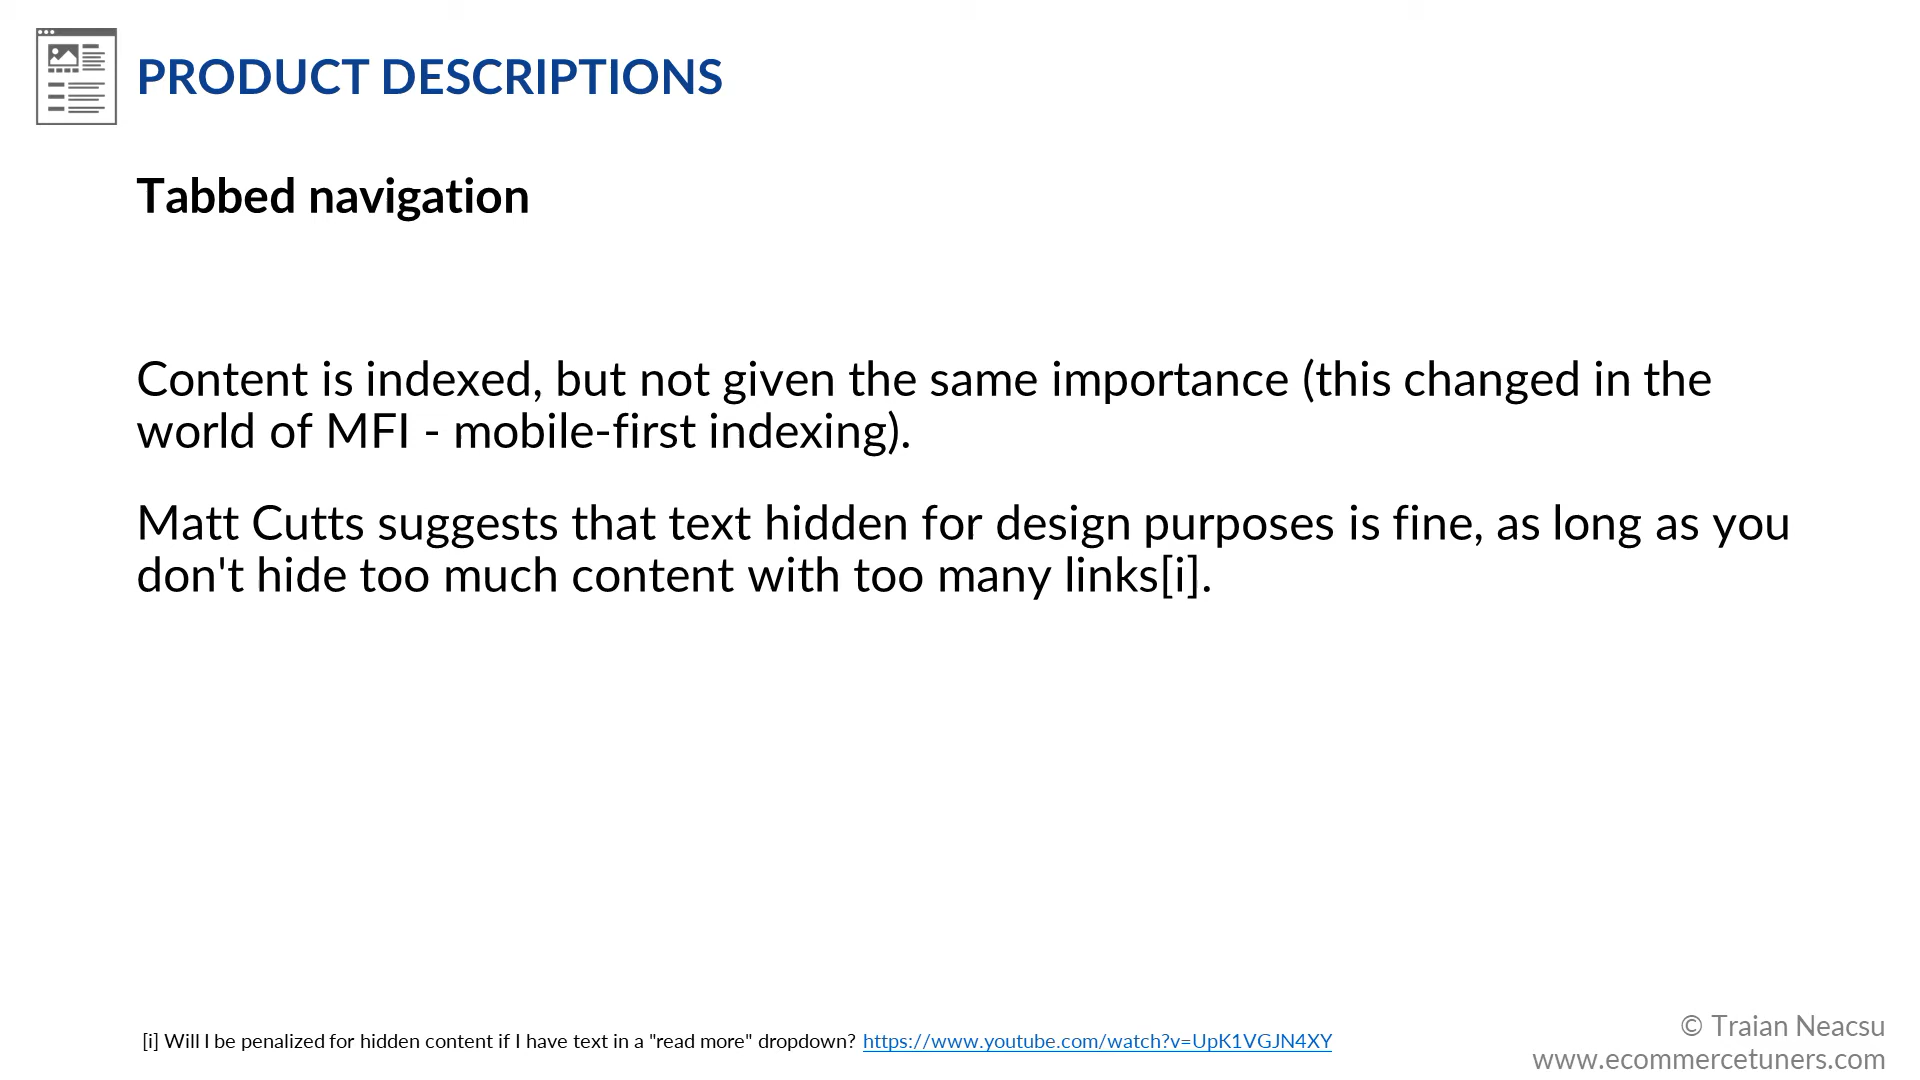 PRODUCT DESCRIPTIONS
Tabbed navigation
Content is indexed, but not given the same importance (this changed in the
world of MFI - mobile-first indexing).
Matt Cutts suggests that text hidden for design purposes is fine, as long as you
don't hide too much content with too many links[i].
[i] Will I be penalized for hidden content if I have text in a "read more" dropdown? https://www.youtube.com/watch?v=UpK1VGJN4XY
© Traian Neacsu
www.ecommercetuners.com